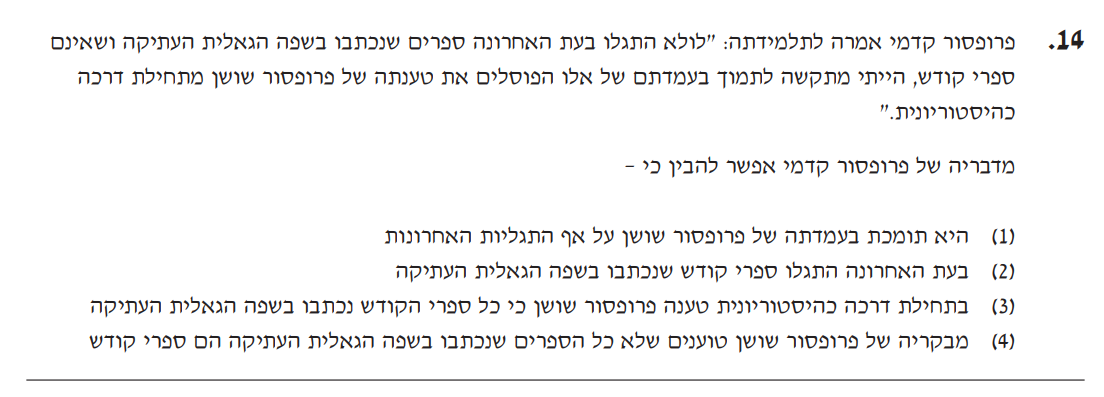 14. פרופסור קדמי אמרה לתלמידתה: "לולא התגלו בעת האחרונה ספרים שנכתבו בשפה הגאלית העתיקה ושאינם
ספרי קודש, הייתי מתקשה לתמוך בעמדתם של אלו הפוסלים את טענתה של פרופסור שושן מתחילת דרכה
כהיסטוריונית."
מדבריה של פרופסור קדמי אפשר להבין כי -
(1) היא תומכת בעמדתה של פרופסור שושן על אף התגליות האחרונות
(2) בעת האחרונה התגלו ספרי קודש שנכתבו בשפה הגאלית העתיקה
(3) בתחילת דרכה כהיסטוריונית טענה פרופסור שושן כי כל ספרי הקודש נכתבו בשפה הגאלית העתיקה
(4) מבקריה של פרופסור שושן טוענים שלא כל הספרים שנכתבו בשפה הגאלית העתיקה הם ספרי קודש